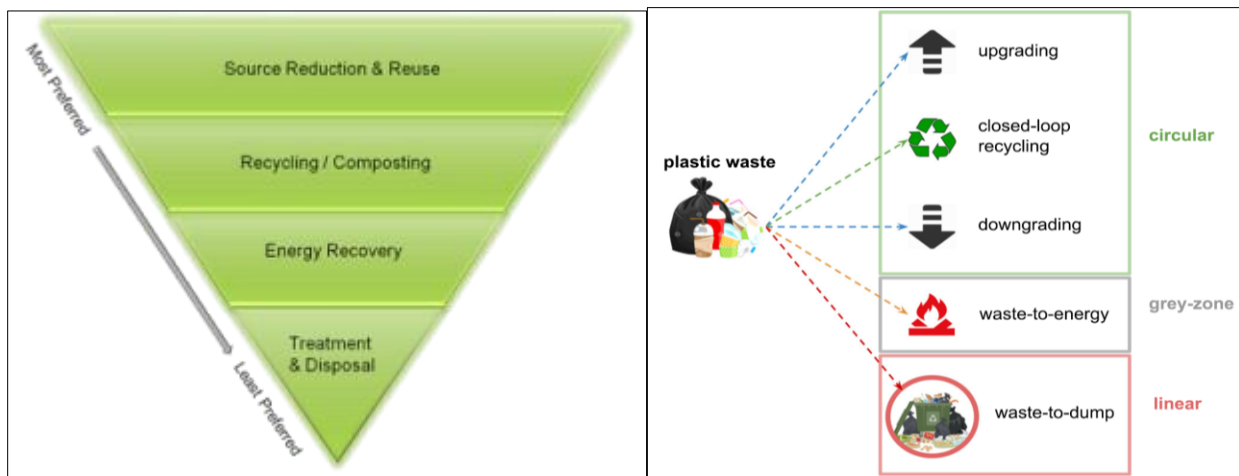 Most Preferred
Least Preferred
Source Reduction & Reuse
Recycling / Composting
Energy Recovery
Treatment
& Disposal
plastic waste
upgrading
closed-loop
recycling
downgrading
circular
waste-to-energy
grey-zone
waste-to-dump
linear